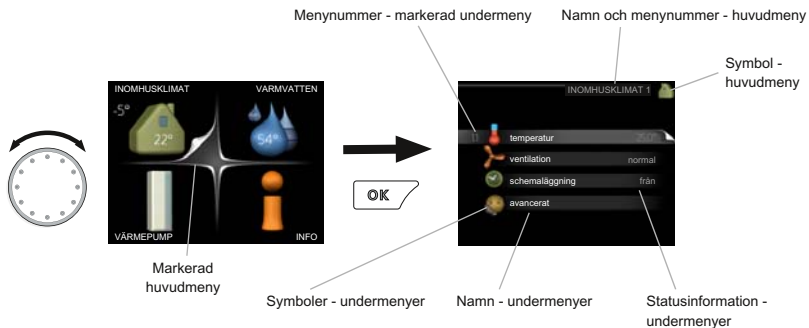 Menynummer - markerad undermeny
Namn och menynummer - huvudmeny
Symbol -
huvudmeny
INOMHUSKLIMAT
VARMVATTEN
-5°
22°
54°
VÄRMEPUMP
INFO
OK
INOMHUSKLIMAT 1
temperatur
ventilation
normal
schemaläggning
från
avancerat
Markerad
huvudmeny
Symboler - undermenyer
Namn - undermenyer
Statusinformation -
undermenyer